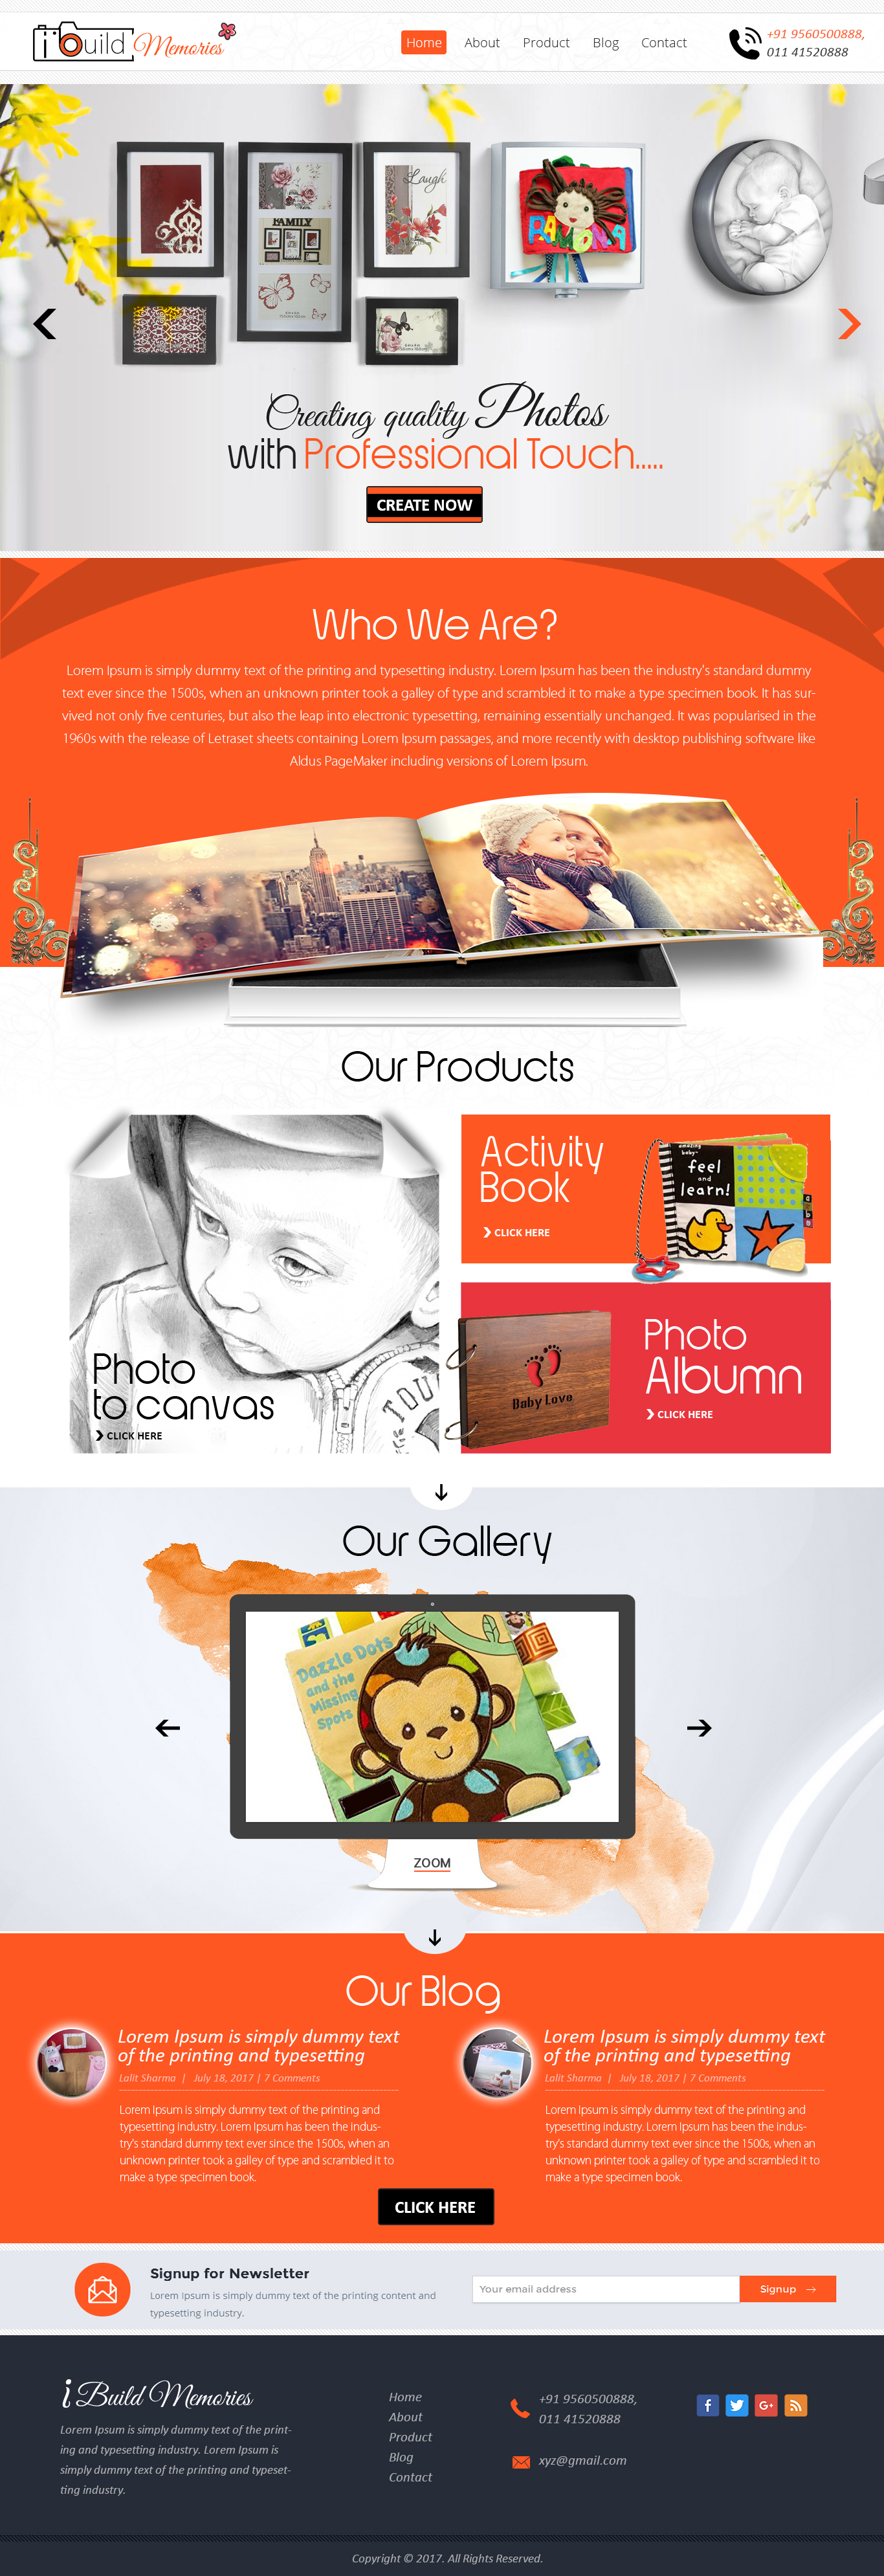 iBuild Memories
Home
About
Product
Blog
Contact
+91 9560500888,
011 41520888
Laugh
FAMILY
RAMONA
Creating quality Photos
with Professional Touch.....
CREATE NOW
Who We Are?
Lorem Ipsum is simply dummy text of the printing and typesetting industry. Lorem Ipsum has been the industry's standard dummy
text ever since the 1500s, when an unknown printer took a galley of type and scrambled it to make a type specimen book. It has sur-
vived not only five centuries, but also the leap into electronic typesetting, remaining essentially unchanged. It was popularised in the
1960s with the release of Letraset sheets containing Lorem Ipsum passages, and more recently with desktop publishing software like
Aldus PageMaker including versions of Lorem Ipsum.
Our Products
Photo
to canvas
CLICK HERE
TOU
Activity
Book
CLICK HERE
amazing
baby™
feel
and
learn!
Baby Love
Photo
Albumn
CLICK HERE
Our Gallery
Dazzle Dots
and the
Missing
Spots
ZOOM
Our Blog
Lorem Ipsum is simply dummy text
of the printing and typesetting
Lalit Sharma | July 18, 2017 | 7 Comments
Lorem Ipsum is simply dummy text of the printing and
typesetting industry. Lorem Ipsum has been the indus-
try's standard dummy text ever since the 1500s, when an
unknown printer took a galley of type and scrambled it to
make a type specimen book.
Lorem Ipsum is simply dummy text
of the printing and typesetting
Lalit Sharma | July 18, 2017 | 7 Comments
Lorem Ipsum is simply dummy text of the printing and
typesetting industry. Lorem Ipsum has been the indus-
try's standard dummy text ever since the 1500s, when an
unknown printer took a galley of type and scrambled it to
make a type specimen book.
CLICK HERE
Signup for Newsletter
Lorem Ipsum is simply dummy text of the printing content and
typesetting industry.
Your email address
Signup
i Build Memories
Lorem Ipsum is simply dummy text of the print-
ing and typesetting industry. Lorem Ipsum is
simply dummy text of the printing and typeset-
ting industry.
Home
About
Product
Blog
Contact
+91 9560500888,
011 41520888
xyz@gmail.com
Copyright © 2017. All Rights Reserved.